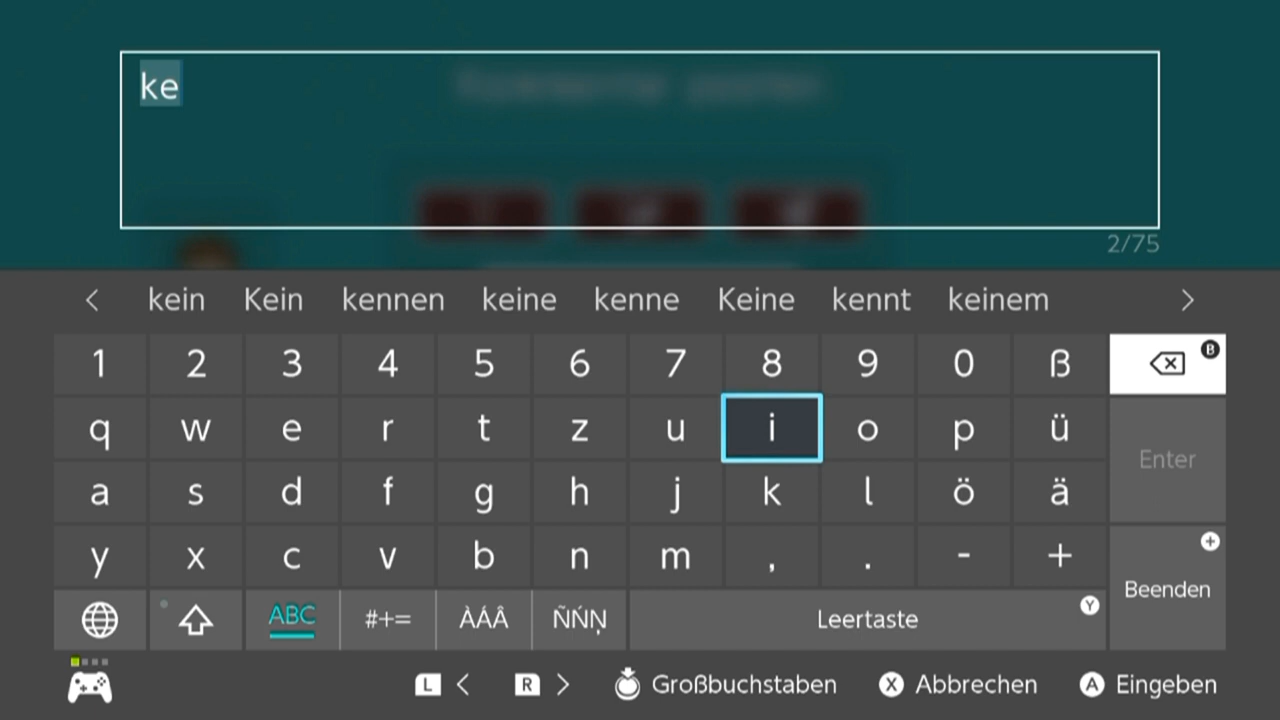 ke
2/75
< kein Kein kennen keine kenne Keine kennt keinem >
1 2 3 4 5 6 7 8 9 0 ß B
q w e r t z u i o p ü
Enter
a s d f g h j k l ö ä
y x c v b n m , . - + +
Beenden
ABC #+= ÀÁÂ ÑŃŅ Leertaste Y
L < R > Großbuchstaben X Abbrechen A Eingeben